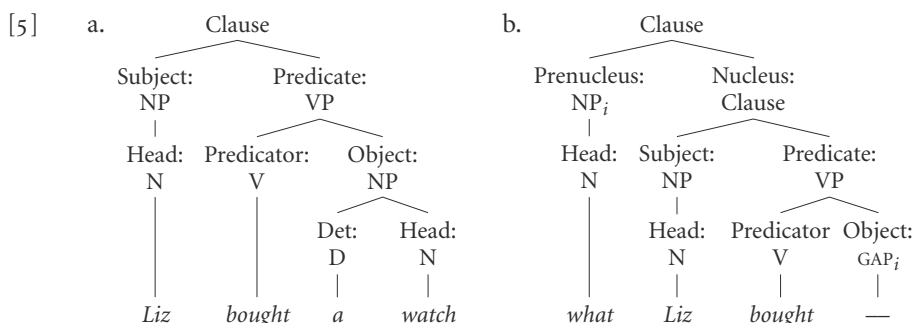 [5] a. Clause b. Clause
Subject: Predicate: Prenucleus: Nucleus:
NP VP NPi Clause
Head: Predicator: Object: Head: Subject: Predicate:
N V NP N NP VP
Det: Head: Head: Predicator Object:
D N N V GAPi
Liz bought a watch what Liz bought —